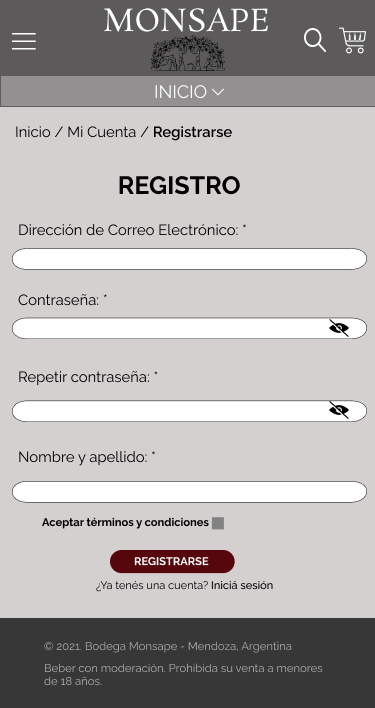 MONSAPE
INICIO
Inicio / Mi Cuenta / Registrarse
REGISTRO
Dirección de Correo Electrónico: *
Contraseña: *
Repetir contraseña: *
Nombre y apellido: *
Aceptar términos y condiciones
REGISTRARSE
¿Ya tenés una cuenta? Iniciá sesión
© 2021. Bodega Monsape - Mendoza, Argentina
Beber con moderación. Prohibida su venta a menores
de 18 años.